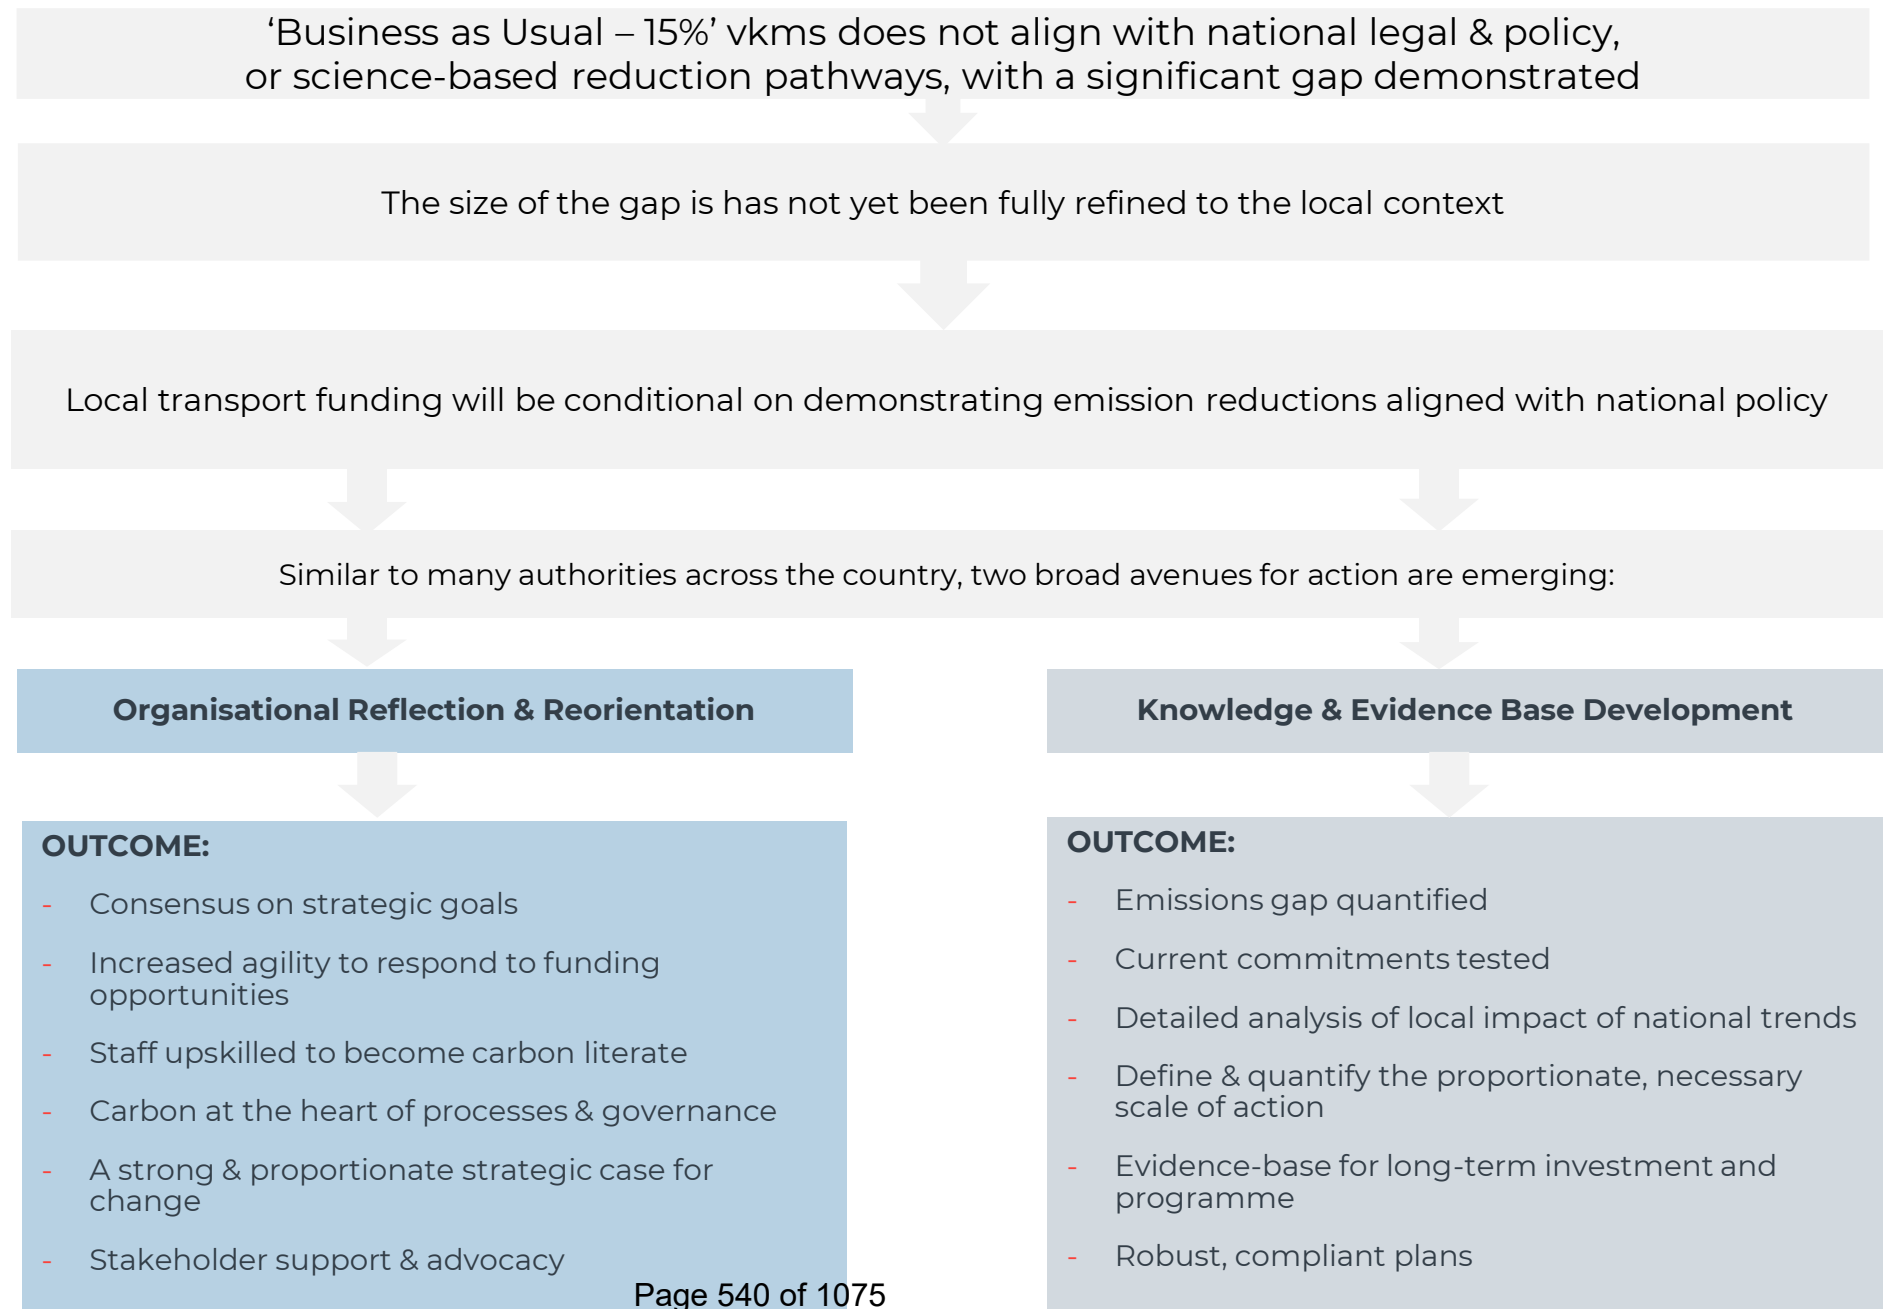 ‘Business as Usual – 15%’ vkms does not align with national legal & policy,
or science-based reduction pathways, with a significant gap demonstrated
The size of the gap is has not yet been fully refined to the local context
Local transport funding will be conditional on demonstrating emission reductions aligned with national policy
Similar to many authorities across the country, two broad avenues for action are emerging:
Organisational Reflection & Reorientation
OUTCOME:
- Consensus on strategic goals
- Increased agility to respond to funding
opportunities
- Staff upskilled to become carbon literate
- Carbon at the heart of processes & governance
- A strong & proportionate strategic case for
change
- Stakeholder support & advocacy
Knowledge & Evidence Base Development
OUTCOME:
- Emissions gap quantified
- Current commitments tested
- Detailed analysis of local impact of national trends
- Define & quantify the proportionate, necessary
scale of action
- Evidence-base for long-term investment and
programme
- Robust, compliant plans
Page 540 of 1075